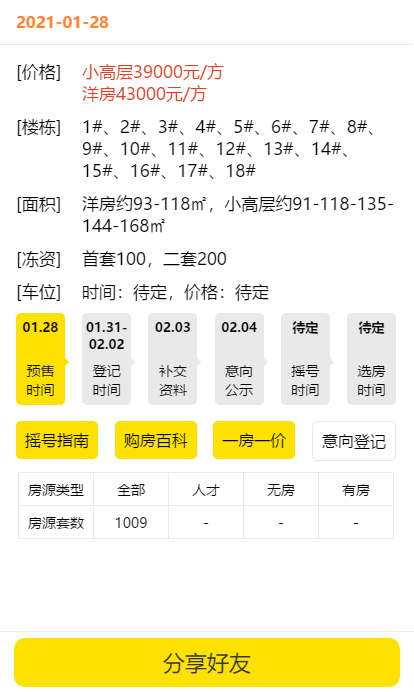 2021-01-28
[价格] 小高层39000元/方
洋房43000元/方
[楼栋] 1#、2#、3#、4#、5#、6#、7#、8#、
9#、10#、11#、12#、13#、14#、
15#、16#、17#、18#
[面积] 洋房约93-118㎡，小高层约91-118-135-
144-168㎡
[冻资] 首套100，二套200
[车位] 时间：待定，价格：待定
01.28 01.31- 02.03 02.04 待定 待定
02.02
预售 登记 补交 意向 摇号 选房
时间 时间 资料 公示 时间 时间
摇号指南 购房百科 一房一价 意向登记
房源类型 全部 人才 无房 有房
房源套数 1009 - - -
分享好友